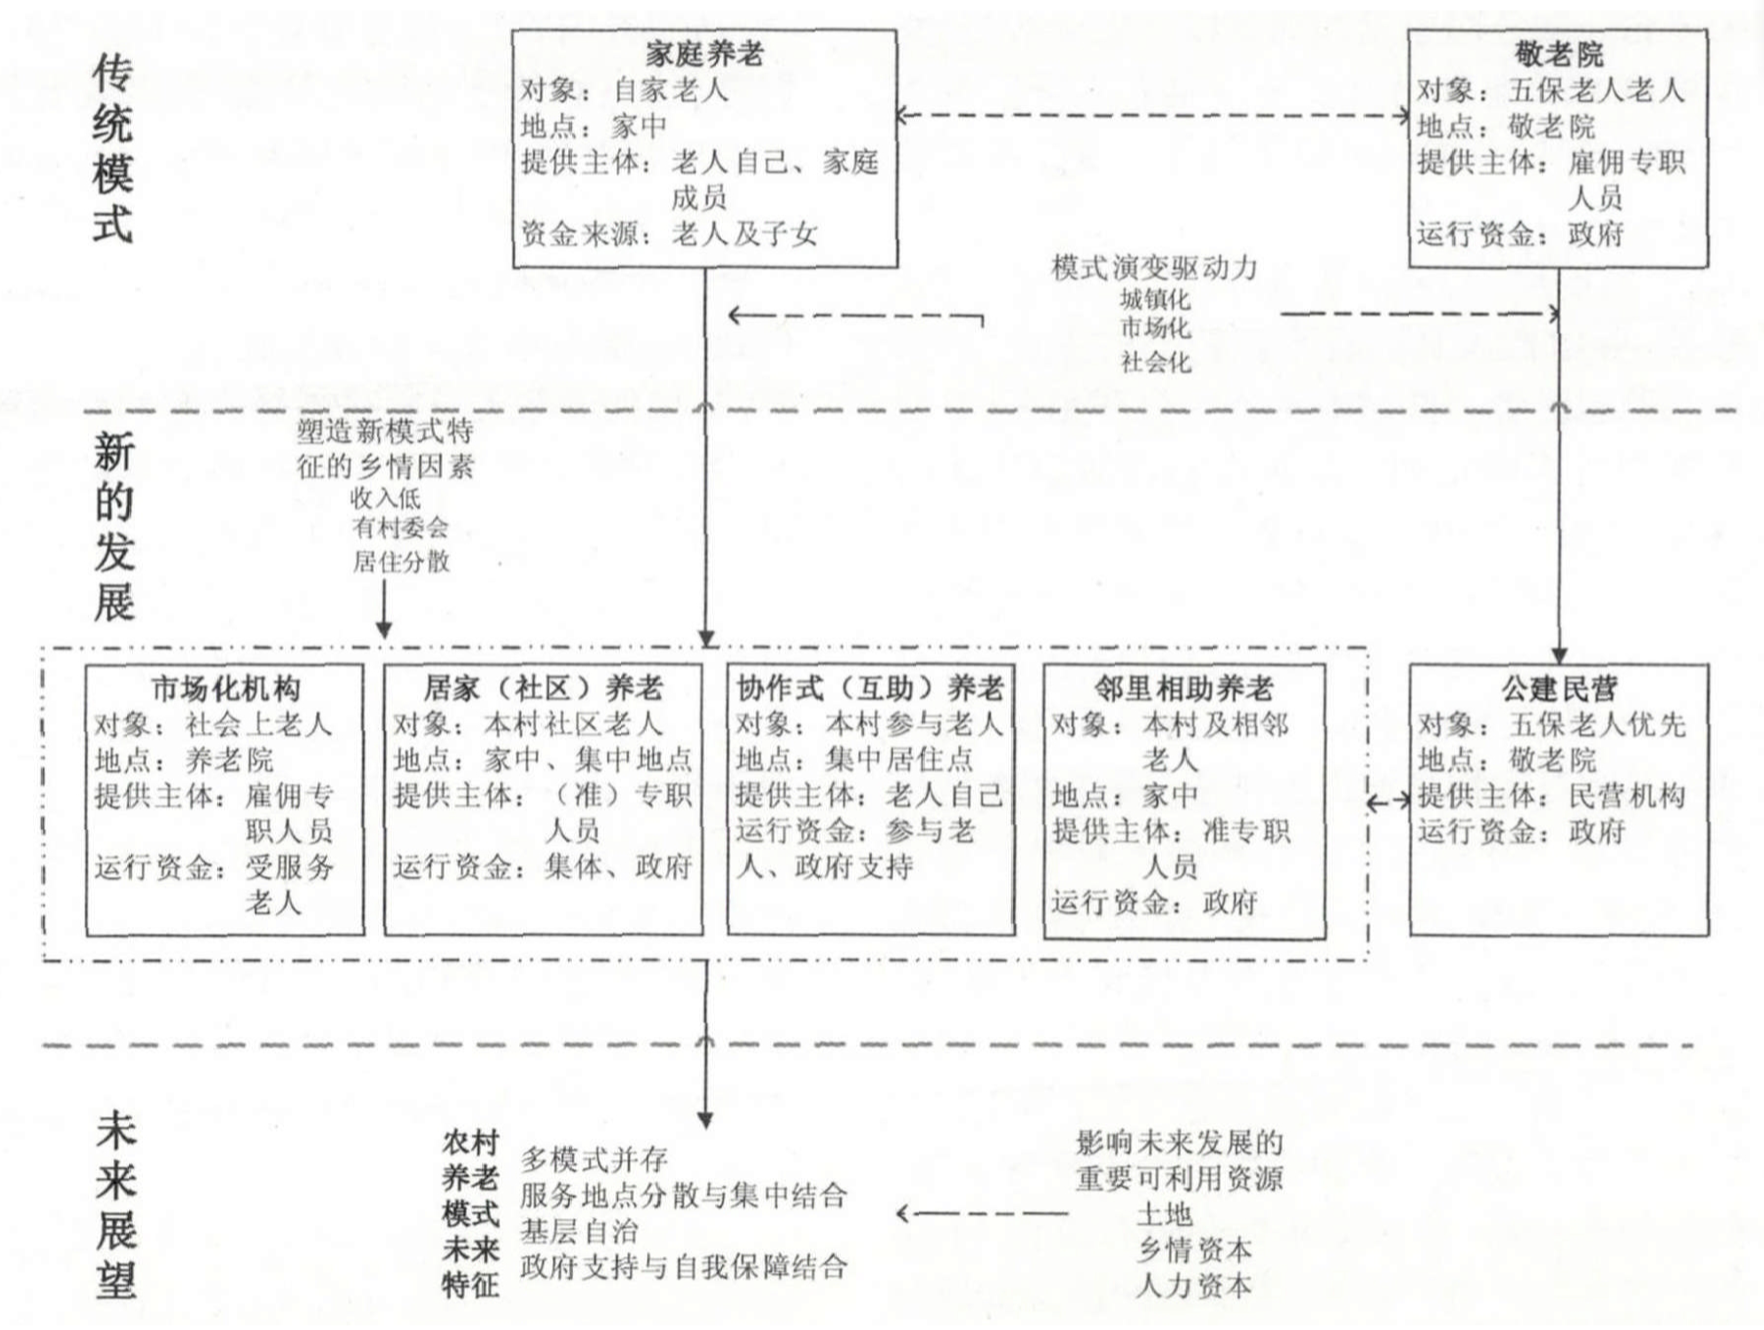 传统模式
家庭养老
对象：自家老人
地点：家中
提供主体：老人自己、家庭
成员
资金来源：老人及子女
敬老院
对象：五保老人老人
地点：敬老院
提供主体：雇佣专职
人员
运行资金：政府
模式演变驱动力
城镇化
市场化
社会化
新的发展
塑造新模式特
征的乡情因素
收入低
有村委会
居住分散
市场化机构
对象：社会上老人
地点：养老院
提供主体：雇佣专
职人员
运行资金：受服务
老人
居家（社区）养老
对象：本村社区老人
地点：家中、集中地点
提供主体：（准）专职
人员
运行资金：集体、政府
协作式（互助）养老
对象：本村参与老人
地点：集中居住点
提供主体：老人自己
运行资金：参与老
人、政府支持
邻里相助养老
对象：本村及相邻
老人
地点：家中
提供主体：准专职
人员
运行资金：政府
公建民营
对象：五保老人优先
地点：敬老院
提供主体：民营机构
运行资金：政府
未来展望
农村
养老
模式
未来
特征
多模式并存
服务地点分散与集中结合
基层自治
政府支持与自我保障结合
影响未来发展的
重要可利用资源
土地
乡情资本
人力资本